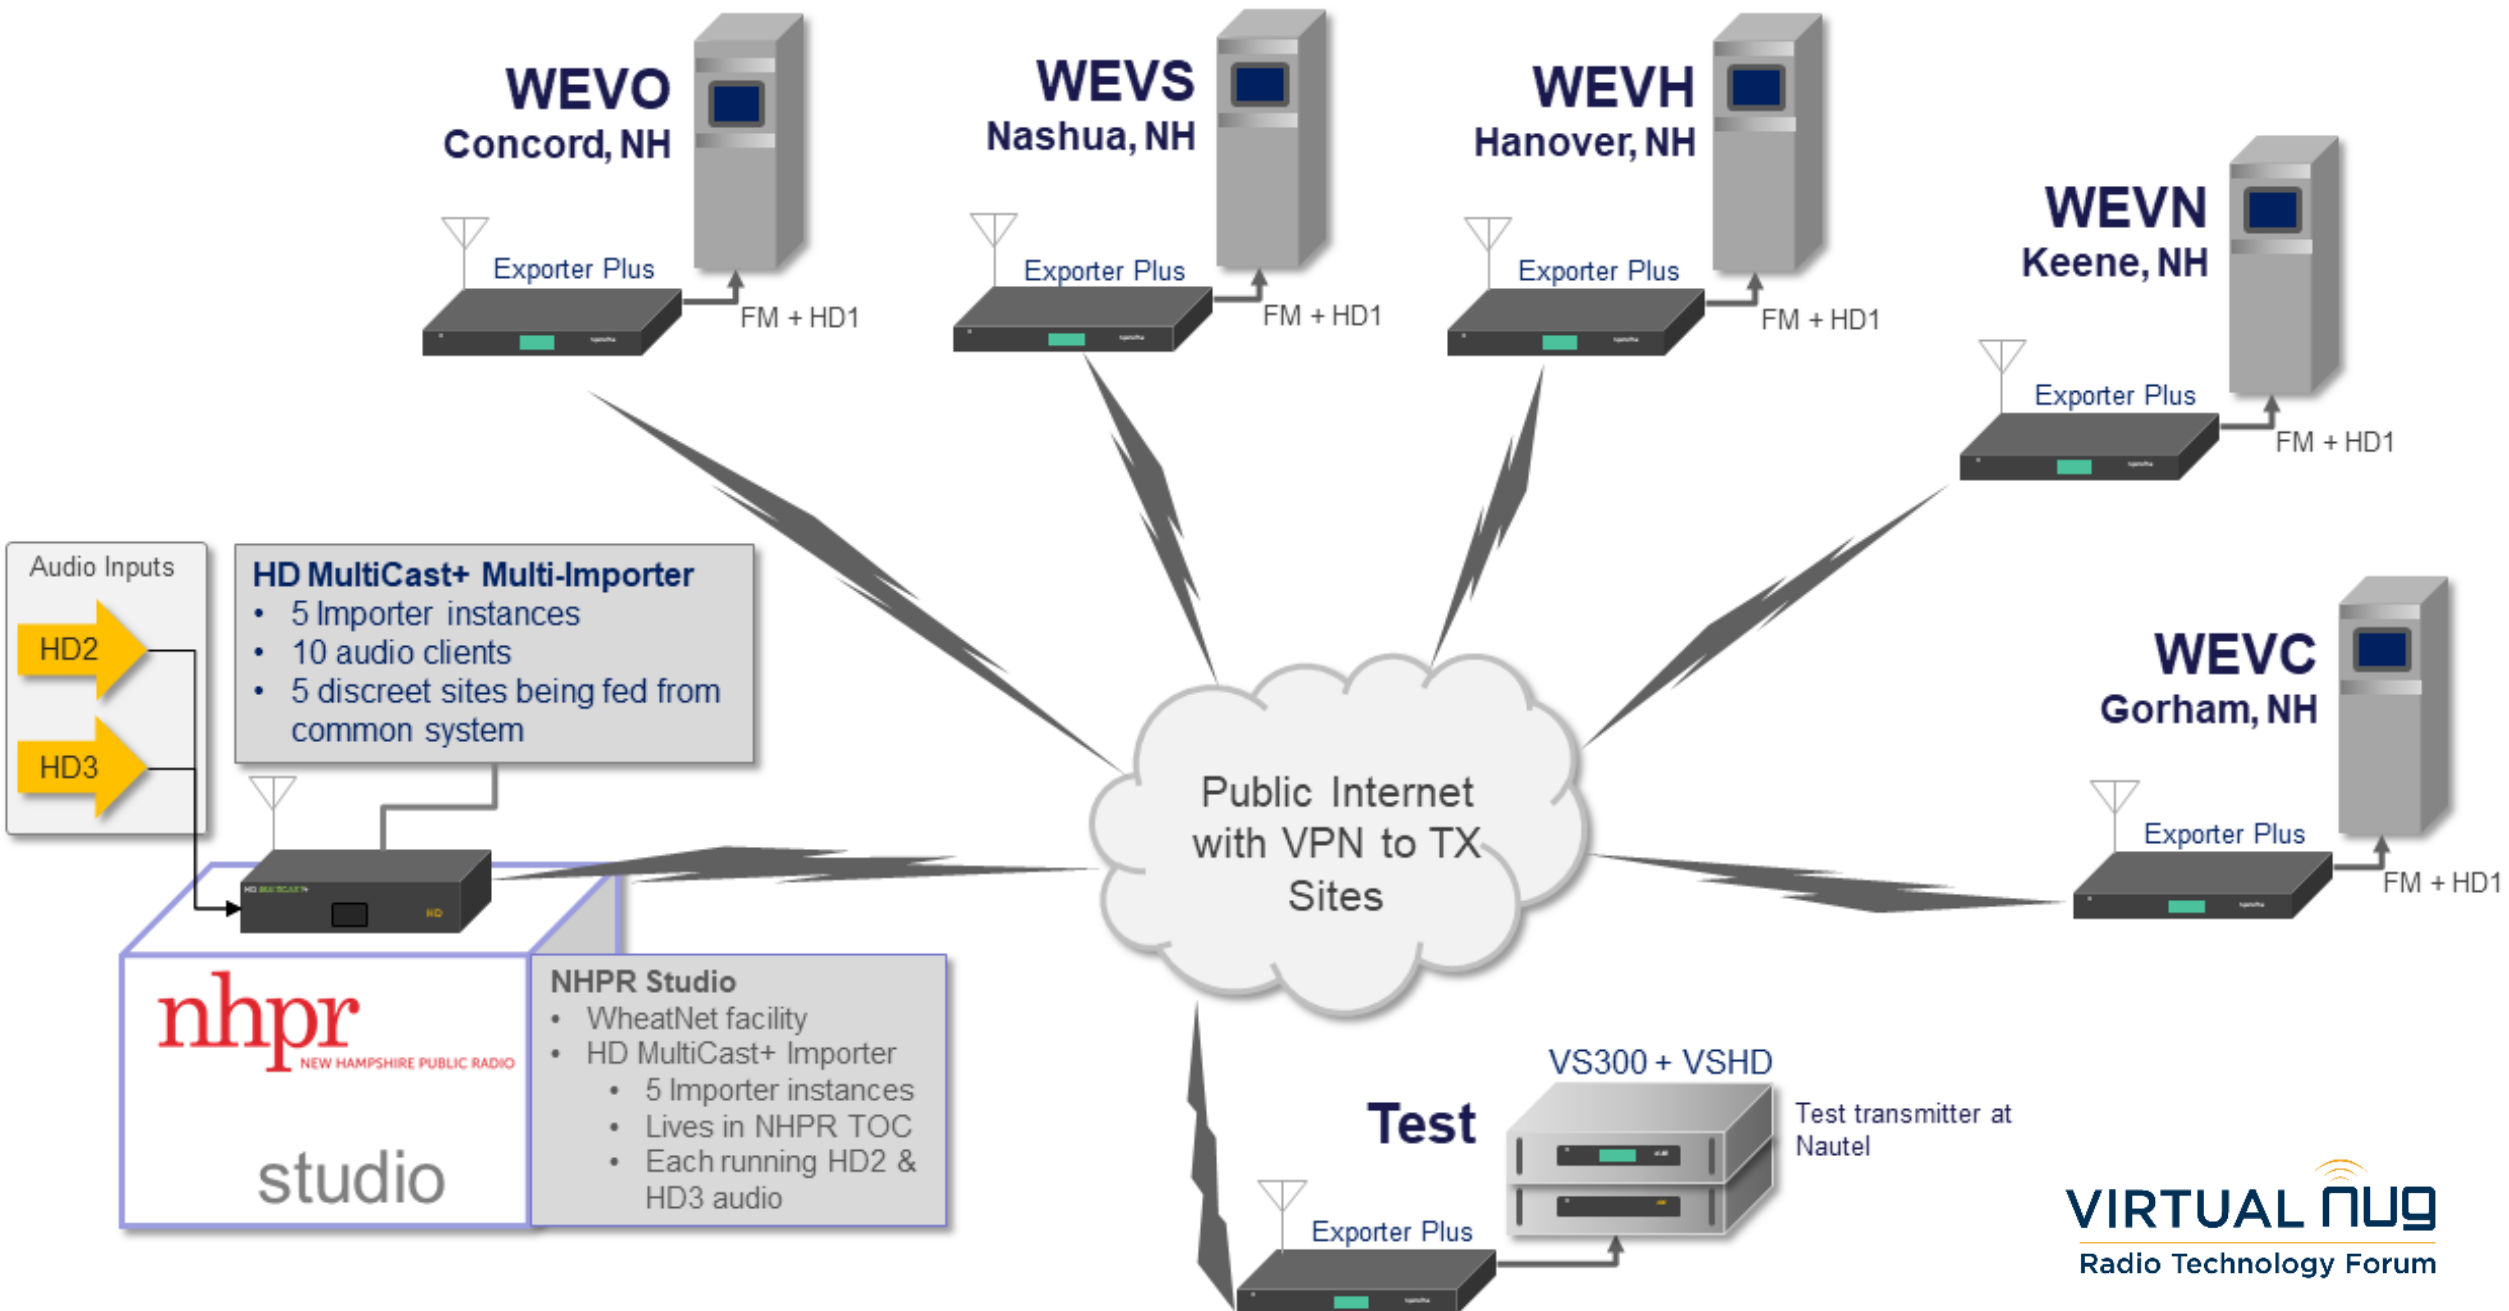 WEVO
Concord, NH
Exporter Plus
FM + HD1
WEVS
Nashua, NH
Exporter Plus
FM + HD1
WEVH
Hanover, NH
Exporter Plus
FM + HD1
WEVN
Keene, NH
Exporter Plus
FM + HD1
Audio Inputs
HD2
HD3
HD MultiCast+ Multi-Importer
• 5 Importer instances
• 10 audio clients
• 5 discreet sites being fed from
common system
WEVC
Gorham, NH
Exporter Plus
FM + HD1
Public Internet
with VPN to TX
Sites
HD MULTICAST+
HD
nhpr
NEW HAMPSHIRE PUBLIC RADIO
studio
NHPR Studio
• WheatNet facility
• HD MultiCast+ Importer
• 5 Importer instances
• Lives in NHPR TOC
• Each running HD2 &
HD3 audio
VS300 + VSHD
Test
Test transmitter at
Nautel
Exporter Plus
VIRTUAL nug
Radio Technology Forum